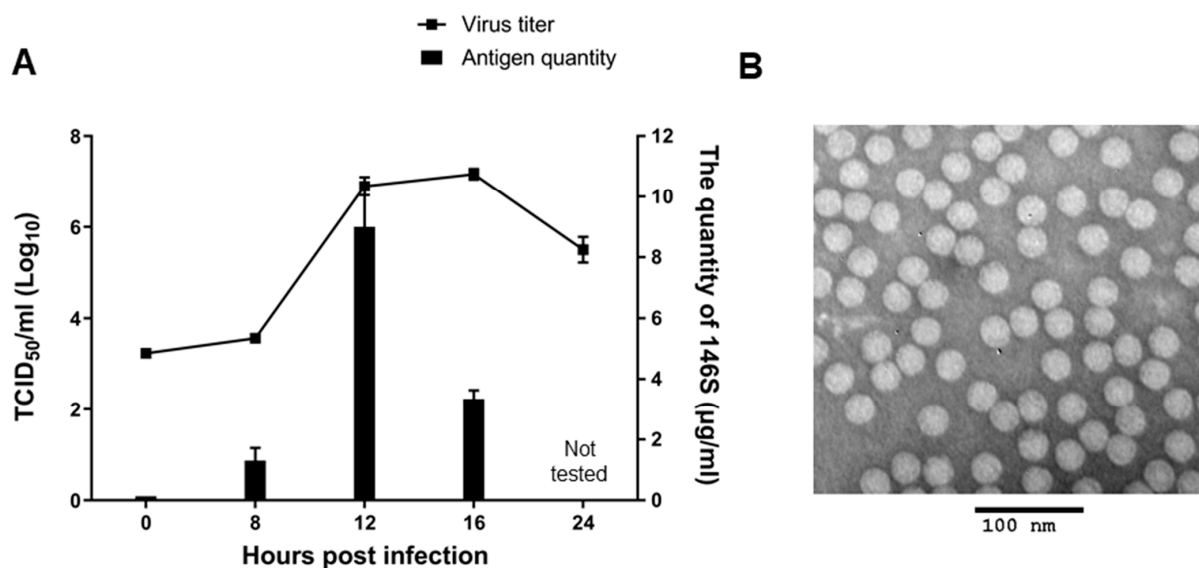 Virus titer
Antigen quantity
A
B
TCID50/ml (Log10)
8
6
4
2
0
12
10
8
6
4
2
0
The quantity of 146S (µg/ml)
Not
tested
0 8 12 16 24
Hours post infection
100 nm